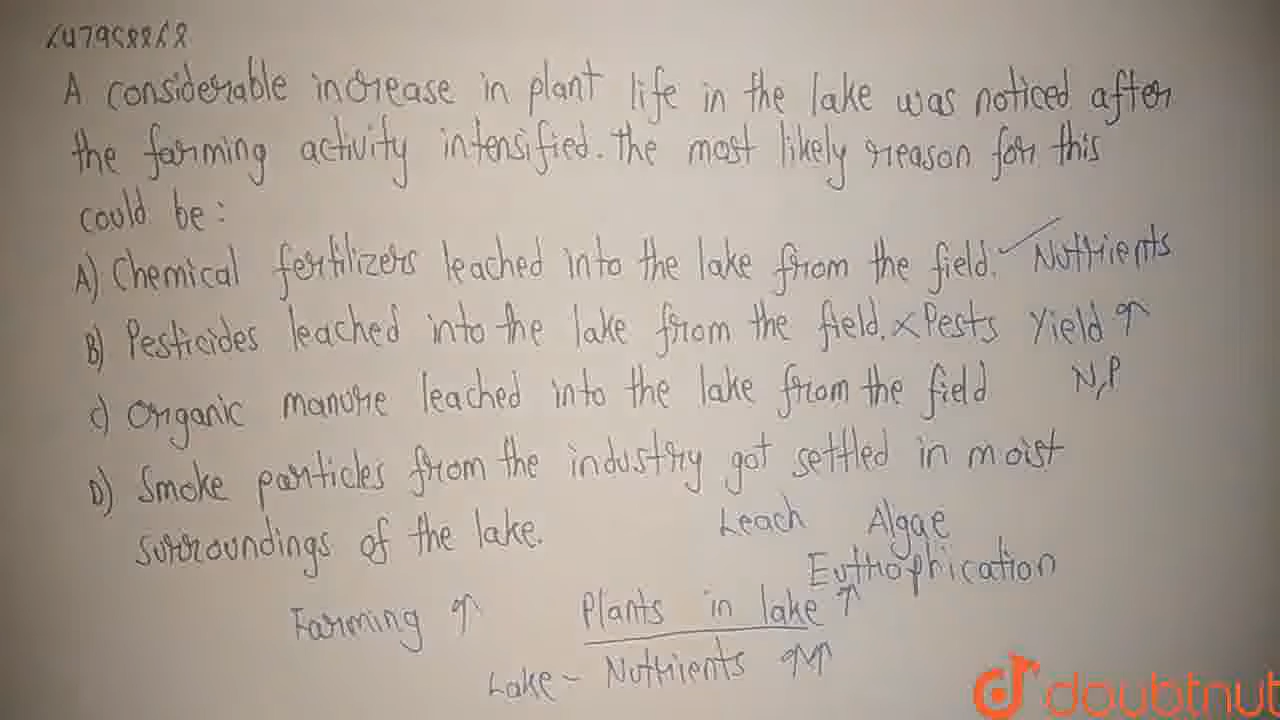 A considerable increase in plant life in the lake was noticed after
the farming activity intensified. The most likely reason for this
could be:
A) Chemical fertilizers leached into the lake from the field. ✓ Nutrients
B) Pesticides leached into the lake from the field. × Pests Yield ↑
C) Organic manure leached into the lake from the field N,P
D) Smoke particles from the industry got settled in moist
surroundings of the lake. Leach Algae
Eutrophication
Farming ↑ Plants in lake ↑
Lake - Nutrients ↑↑↑
doubtnut